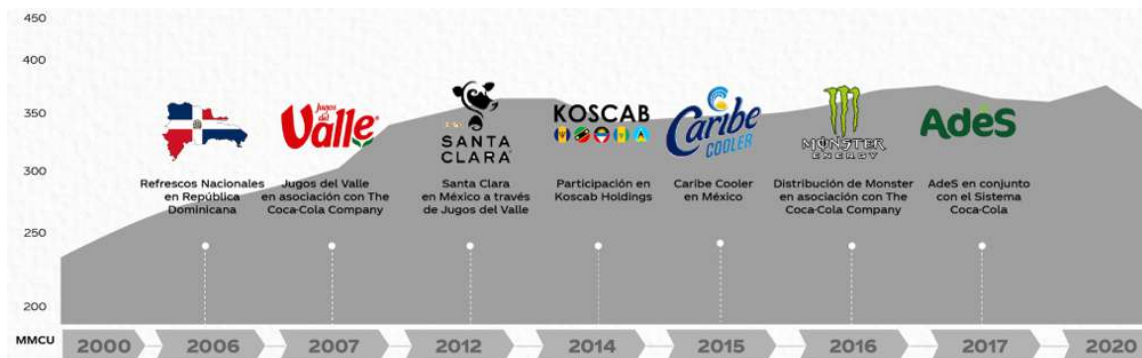 450
400
350
300
250
200
MMCU
jugos
del
Valle
SANTA
CLARA
KOSCAB
Caribe
COOLER
MONSTER
ENERGY
AdeS
Refrescos Nacionales
en República
Dominicana
Jugos del Valle
en asociación con The
Coca-Cola Company
Santa Clara
en México a través
de Jugos del Valle
Participación en
Koscab Holdings
Caribe Cooler
en México
Distribución de Monster
en asociación con The
Coca-Cola Company
AdeS en conjunto
con el Sistema
Coca-Cola
2000 2006 2007 2012 2014 2015 2016 2017 2020